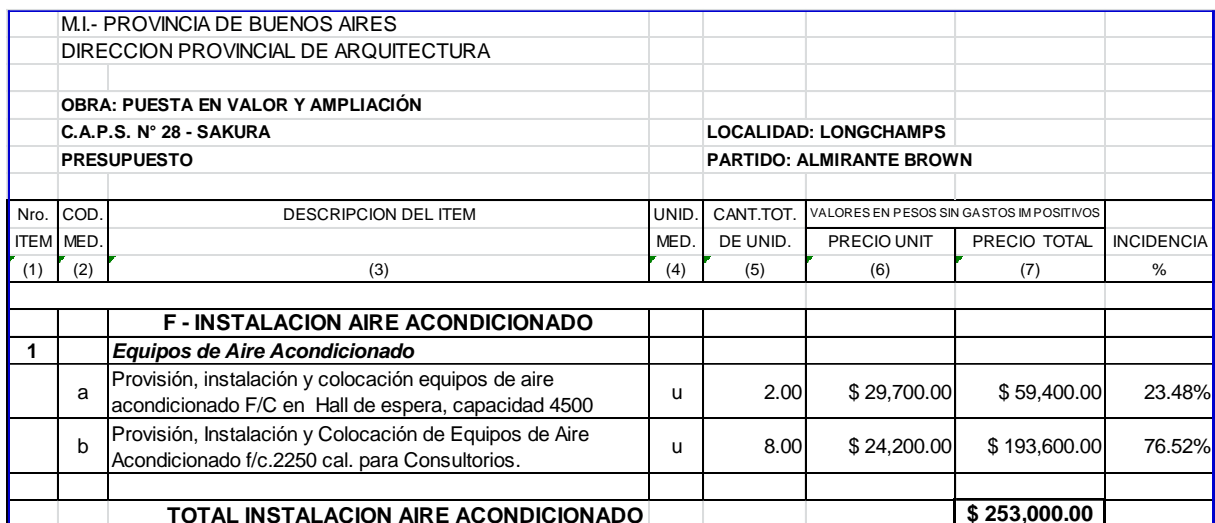 M.I.- PROVINCIA DE BUENOS AIRES
DIRECCION PROVINCIAL DE ARQUITECTURA
OBRA: PUESTA EN VALOR Y AMPLIACIÓN
C.A.P.S. N° 28 - SAKURA LOCALIDAD: LONGCHAMPS
PRESUPUESTO PARTIDO: ALMIRANTE BROWN
Nro. COD. DESCRIPCION DEL ITEM UNID. CANT.TOT. VALORES EN PESOS SIN GASTOS IMPOSITIVOS
ITEM MED. MED. DE UNID. PRECIO UNIT PRECIO TOTAL INCIDENCIA
(1) (2) (3) (4) (5) (6) (7) %
F - INSTALACION AIRE ACONDICIONADO
1 Equipos de Aire Acondicionado
a Provisión, instalación y colocación equipos de aire
acondicionado F/C en Hall de espera, capacidad 4500 u 2.00 $ 29,700.00 $ 59,400.00 23.48%
b Provisión, Instalación y Colocación de Equipos de Aire
Acondicionado f/c.2250 cal. para Consultorios. u 8.00 $ 24,200.00 $ 193,600.00 76.52%
TOTAL INSTALACION AIRE ACONDICIONADO $ 253,000.00